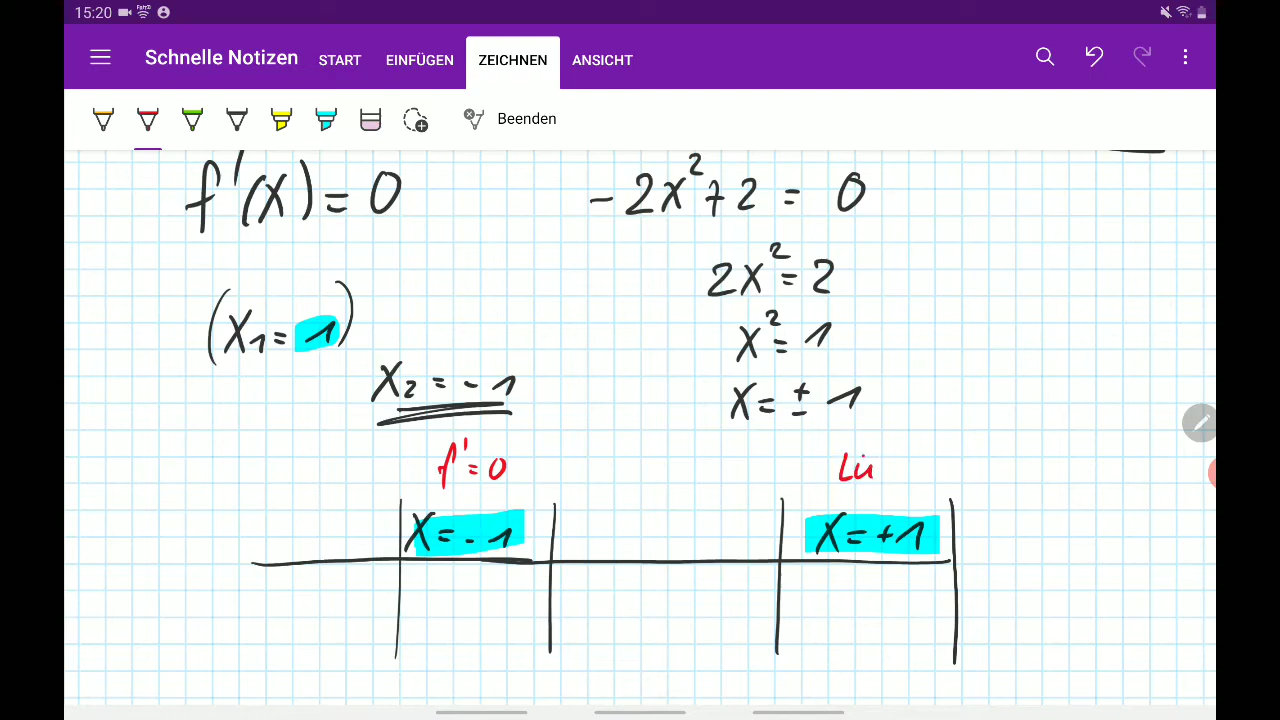 15:20
Schnelle Notizen START EINFÜGEN ZEICHNEN ANSICHT
Beenden
f'(x) = 0
-2x²+2 = 0
2x² = 2
(x₁ = 1)
x² = 1
x₂ = -1
x = ± 1
f' = 0
Lü
x = -1
x = +1